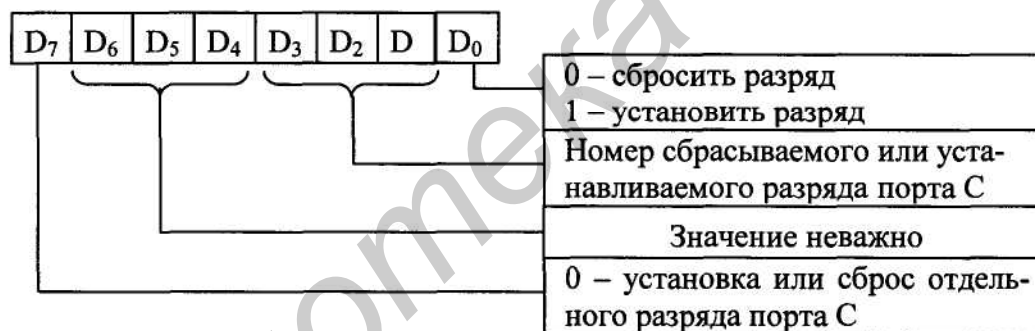 D₇ D₆ D₅ D₄ D₃ D₂ D D₀
0 – сбросить разряд
1 – установить разряд
Номер сбрасываемого или уста-
навливаемого разряда порта С
Значение неважно
0 – установка или сброс отдель-
ного разряда порта С